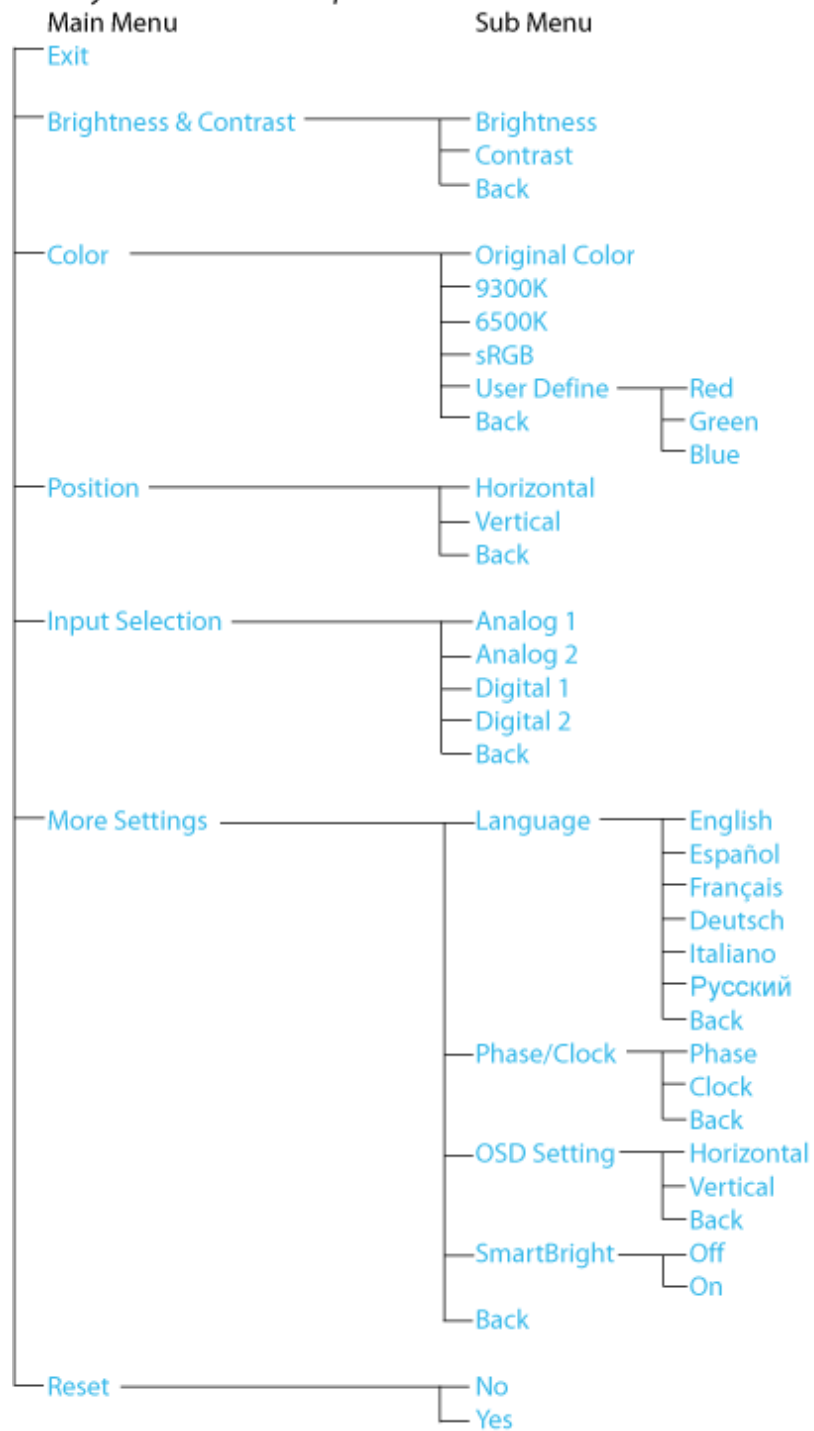 Main Menu Sub Menu
Exit
Brightness & Contrast Brightness
Contrast
Back
Color Original Color
9300K
6500K
sRGB
User Define Red
Back Green
Blue
Position Horizontal
Vertical
Back
Input Selection Analog 1
Analog 2
Digital 1
Digital 2
Back
More Settings Language English
Español
Français
Deutsch
Italiano
Русский
Back
Phase/Clock Phase
Clock
Back
OSD Setting Horizontal
Vertical
Back
SmartBright Off
On
Back
Reset No
Yes